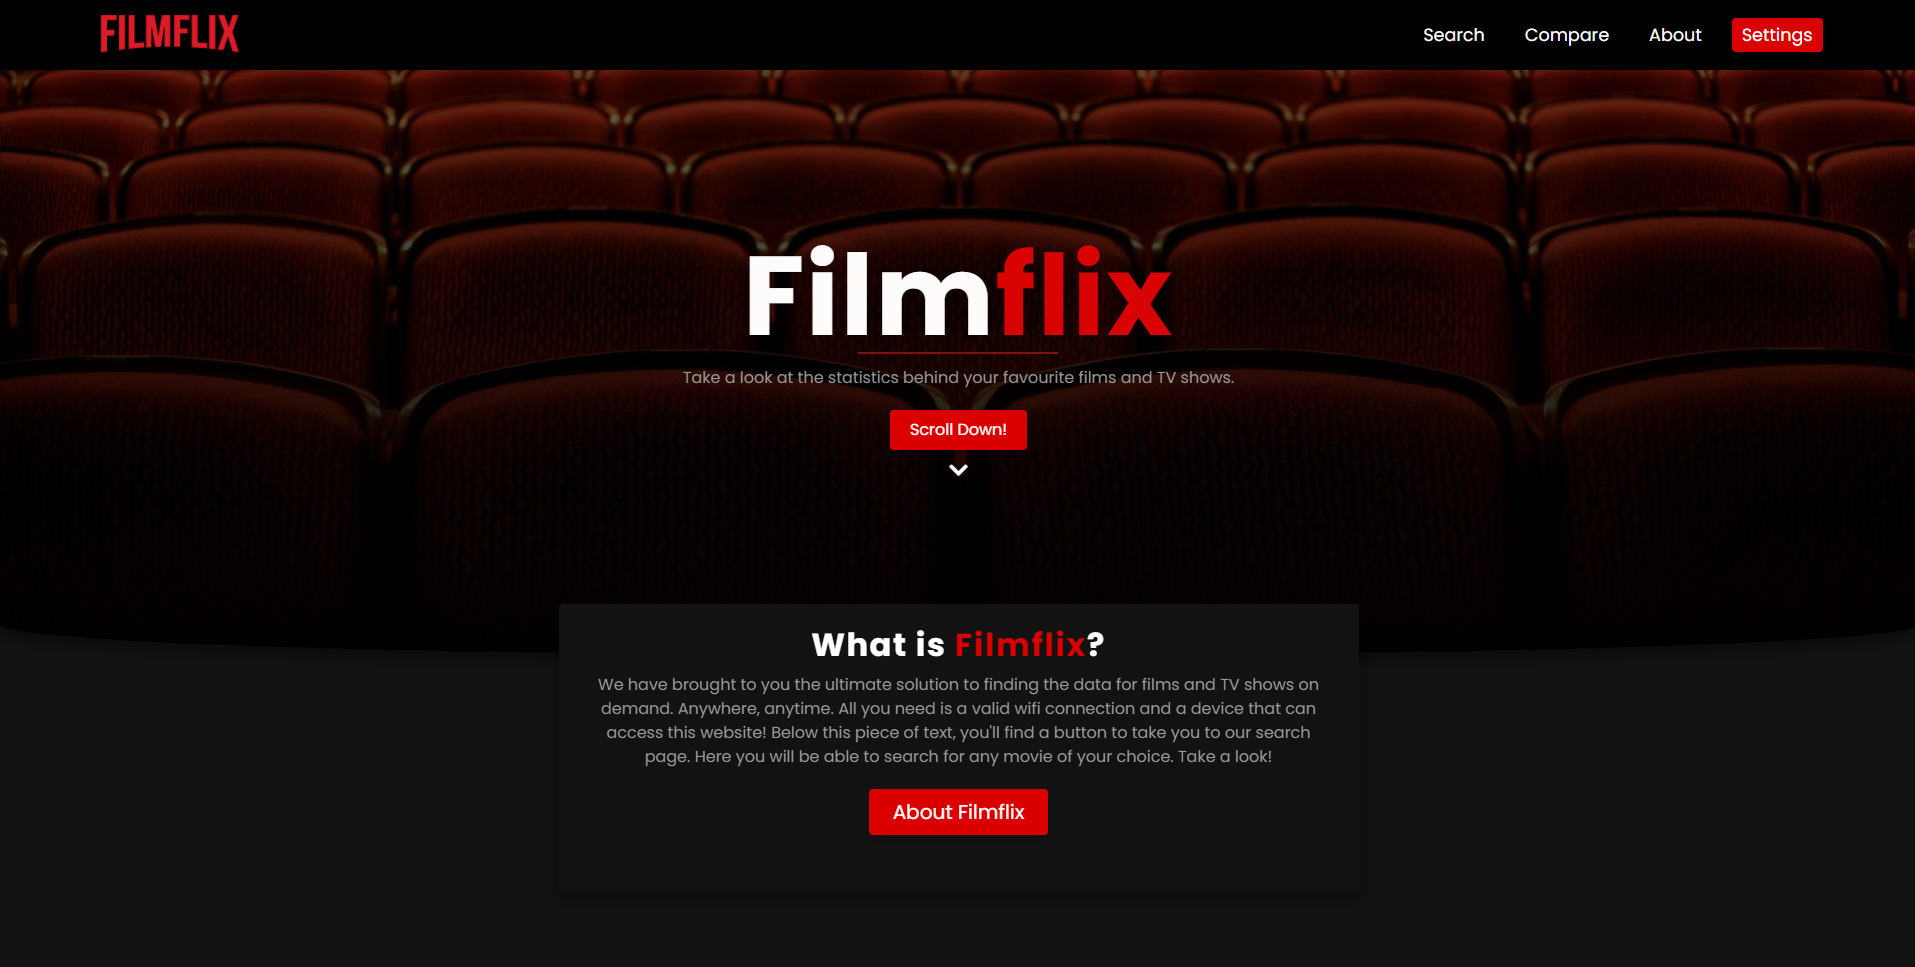 FILMFLIX
Search Compare About Settings
Filmflix
Take a look at the statistics behind your favourite films and TV shows.
Scroll Down!
What is Filmflix?
We have brought to you the ultimate solution to finding the data for films and TV shows on
demand. Anywhere, anytime. All you need is a valid wifi connection and a device that can
access this website! Below this piece of text, you'll find a button to take you to our search
page. Here you will be able to search for any movie of your choice. Take a look!
About Filmflix